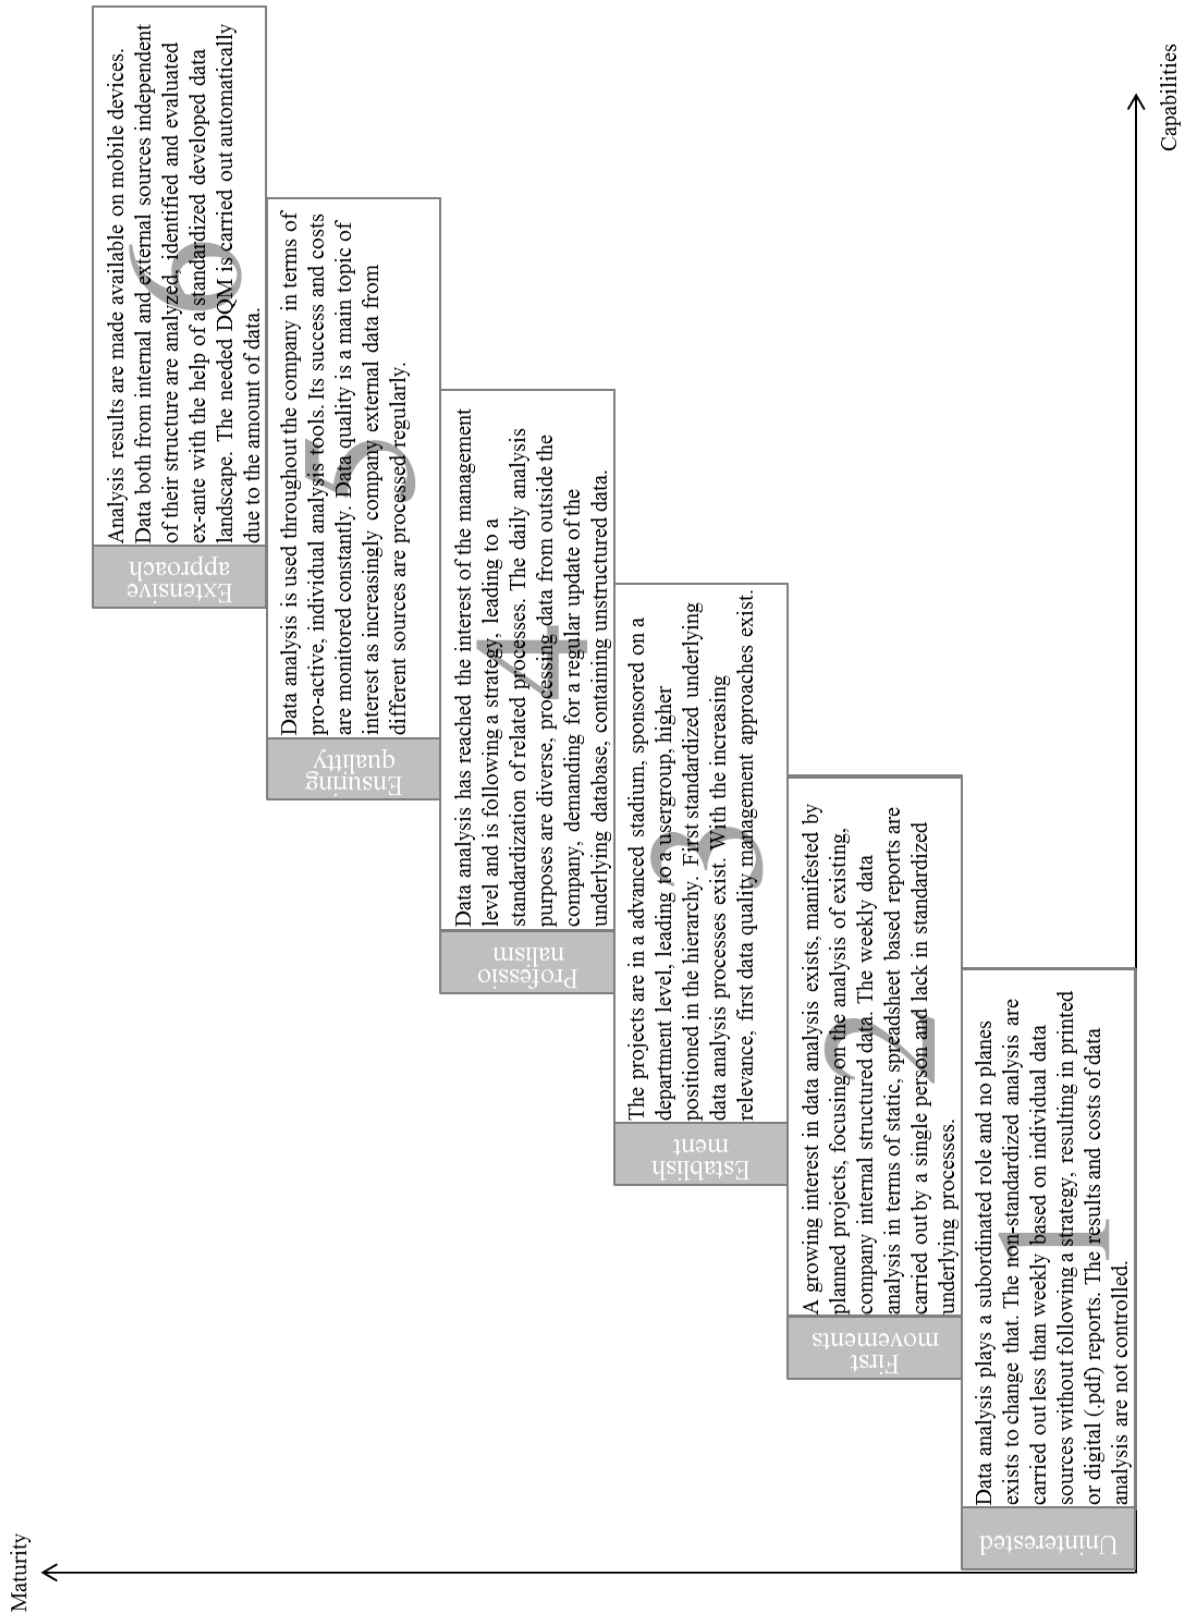 Maturity
Extensive
approach
Analysis results are made available on mobile devices.
Data both from internal and external sources independent
of their structure are analyzed, identified and evaluated
ex-ante with the help of a standardized developed data
landscape. The needed DQM is carried out automatically
due to the amount of data.
6
Ensuring
quality
Data analysis is used throughout the company in terms of
pro-active, individual analysis tools. Its success and costs
are monitored constantly. Data quality is a main topic of
interest as increasingly company external data from
different sources are processed regularly.
5
Professio
nalism
Data analysis has reached the interest of the management
level and is following a strategy, leading to a
standardization of related processes. The daily analysis
purposes are diverse, processing data from outside the
company, demanding for a regular update of the
underlying database, containing unstructured data.
4
Establish
ment
The projects are in a advanced stadium, sponsored on a
department level, leading to a usergroup, higher
positioned in the hierarchy. First standardized underlying
data analysis processes exist. With the increasing
relevance, first data quality management approaches exist.
3
First
movements
A growing interest in data analysis exists, manifested by
planned projects, focusing on the analysis of existing,
company internal structured data. The weekly data
analysis in terms of static, spreadsheet based reports are
carried out by a single person and lack in standardized
underlying processes.
2
Uninterested
Data analysis plays a subordinated role and no planes
exists to change that. The non-standardized analysis are
carried out less than weekly based on individual data
sources without following a strategy, resulting in printed
or digital (.pdf) reports. The results and costs of data
analysis are not controlled.
1
Capabilities